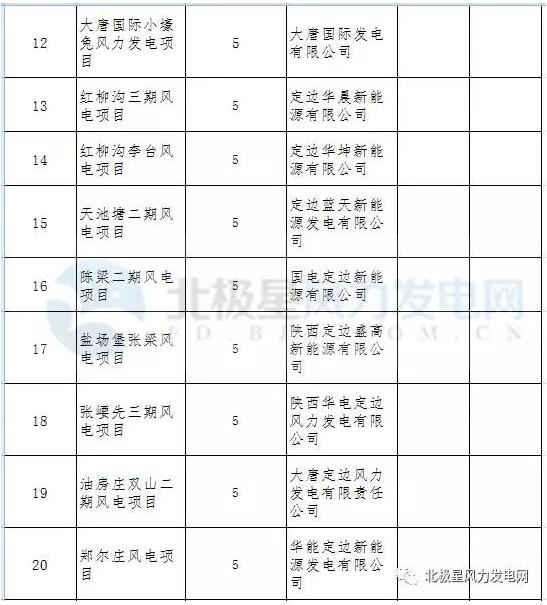 大唐国际小壕
12
兔风力发电项
目
5
大唐国际发电
有限公司
13
红柳沟三期风
电项目
5
定边华晨新能
源有限公司
14
红柳沟李台风
电项目
5
定边华坤新能
源有限公司
15
天池塘二期风
电项目
5
定边蓝天新能
源发电有限公
司
16
陈梁二期风电
项目
5
国电定边新能
源有限公司
17
盐场堡张梁风
电项目
5
陕西定边盛高
新能源有限公
司
18
张崾先三期风
电项目
5
陕西华电定边
风力发电有限
公司
19
油房庄双山二
期风电项目
5
大唐定边风力
发电有限责任
公司
20
郑尔庄风电项
目
5
华能定边新能
源发电有限公
司
北极星风力发电网
北极星风力发电网